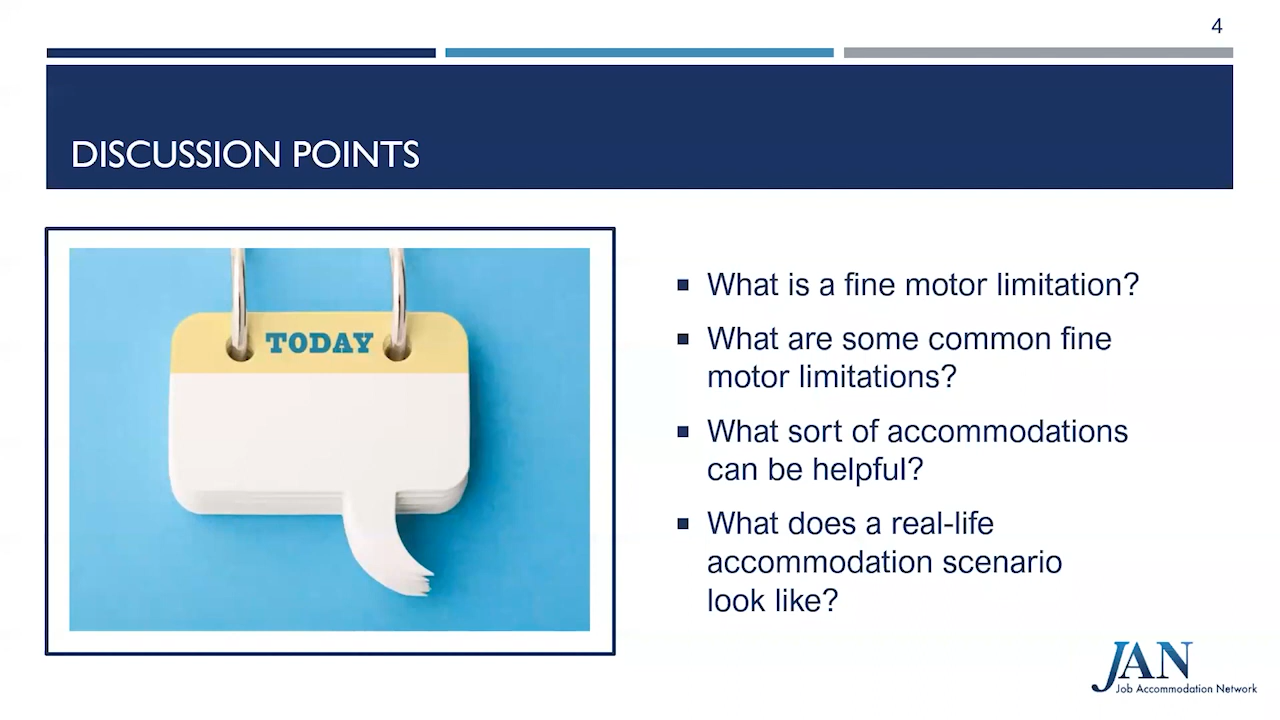 4
DISCUSSION POINTS
TODAY
▪ What is a fine motor limitation?
▪ What are some common fine
motor limitations?
▪ What sort of accommodations
can be helpful?
▪ What does a real-life
accommodation scenario
look like?
JAN
Job Accommodation Network